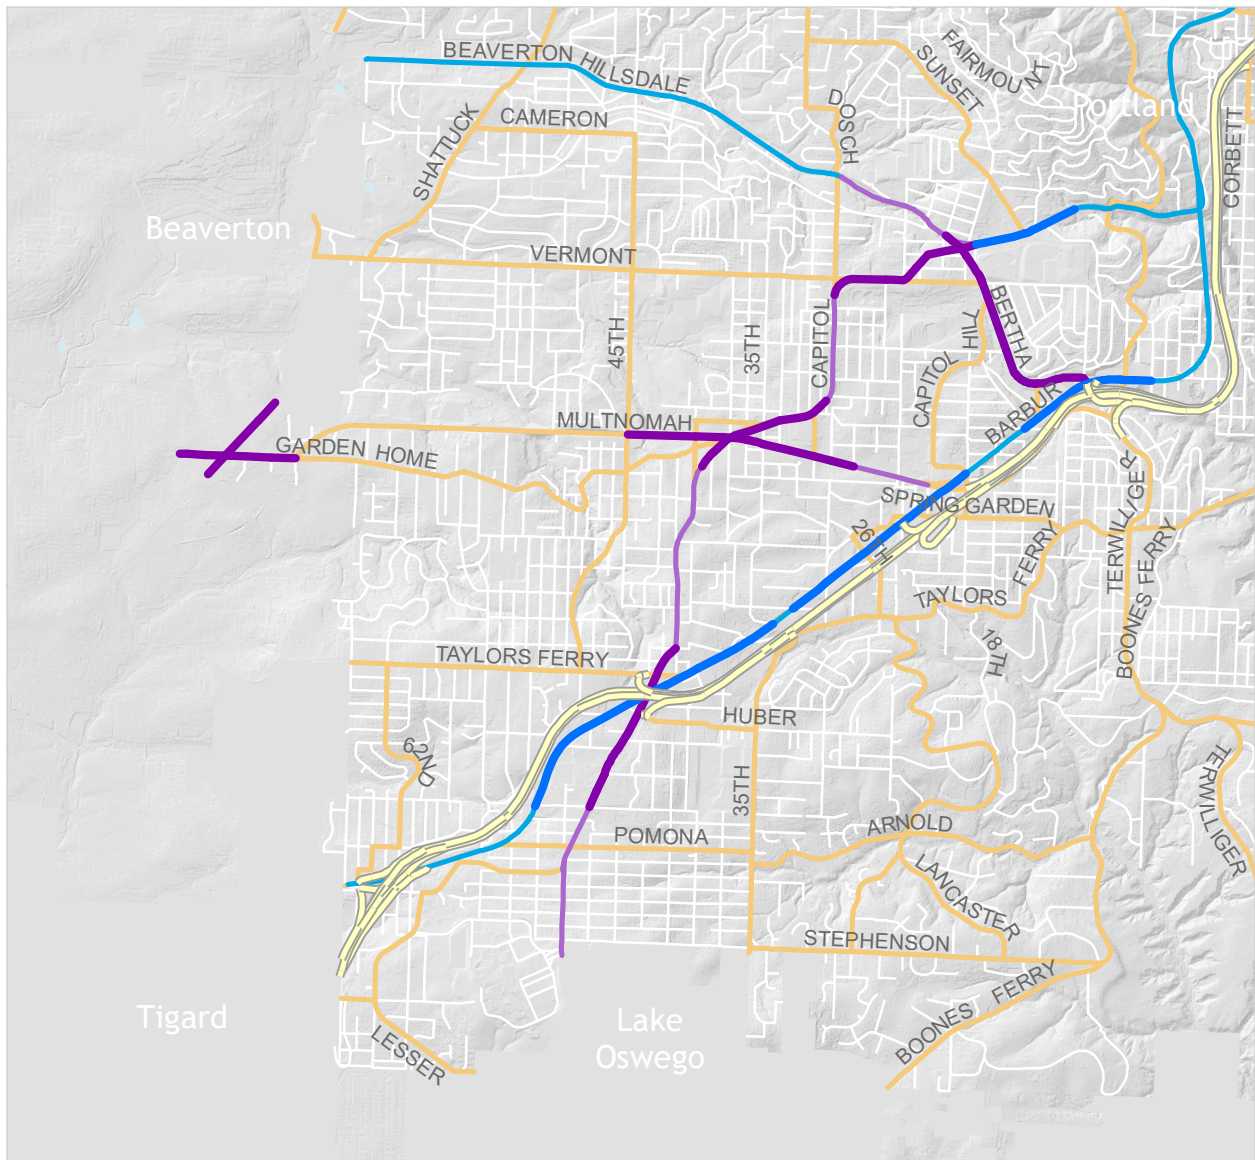 FAIRMOUNT
SUNSET
BEAVERTON HILLSDALE
Portland
CAMERON
DOSCH
SHATTUCK
CORBETT
Beaverton
VERMONT
BERTHA
CAPITOL
HILL
45TH
35TH
CAPITOL
BARBUR
MULTNOMAH
GARDEN HOME
SPRING GARDEN
26TH
TERWILLIGER
FERRY
TAYLORS
BOONES FERRY
18TH
TAYLORS FERRY
HUBER
62ND
35TH
TERWILLIGER
POMONA
ARNOLD
LANCASTER
STEPHENSON
BOONES FERRY
Tigard
Lake
Oswego
LESSER